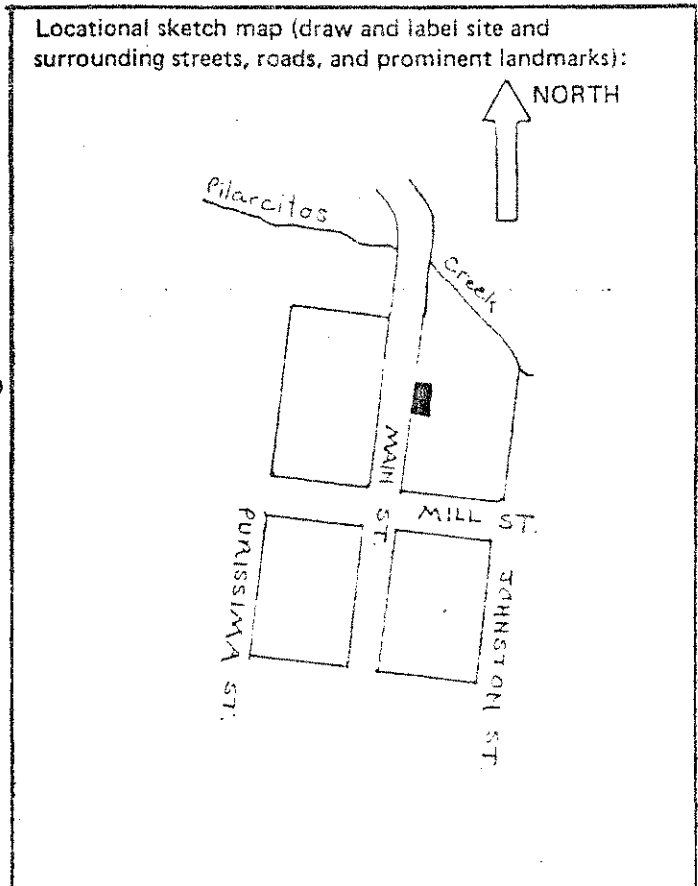 Locational sketch map (draw and label site and
surrounding streets, roads, and prominent landmarks):
NORTH
Pilarcitos
Creek
MAIN ST.
MILL ST.
PURISSIMA ST.
JOHNSTON ST.